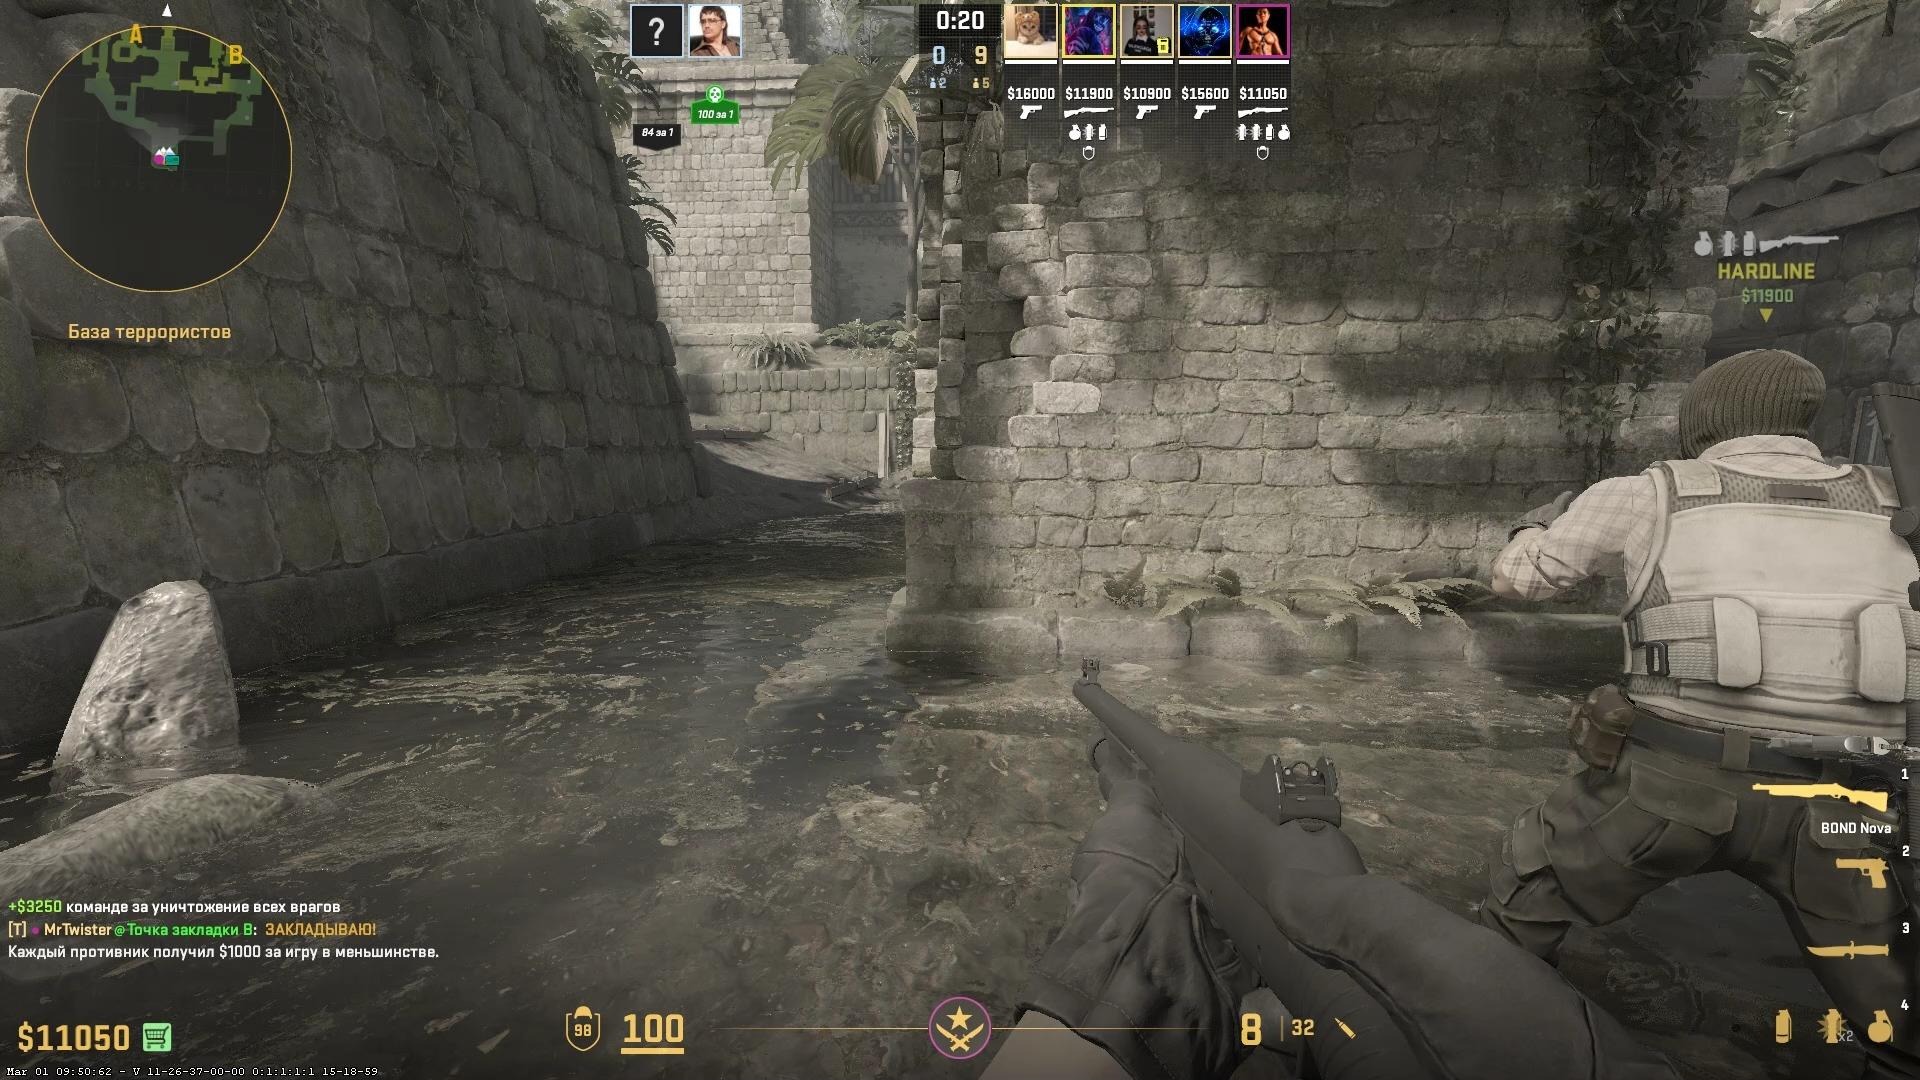 A
B
База террористов
?
84 за 1
100 за 1
0:20
0 9
2 5
$16000 $11900 $10900 $15600 $11050
HARDLINE
$11900
1
BOND Nova
2
3
4
x2
+$3250 команде за уничтожение всех врагов
[T] • MrTwister@Точка закладки B: ЗАКЛАДЫВАЮ!
Каждый противник получил $1000 за игру в меньшинстве.
$11050
98 100
8 32
Mar 01 09:50:62 - V 11-26-37-00-00 0:1:1:1:1 15-18-59